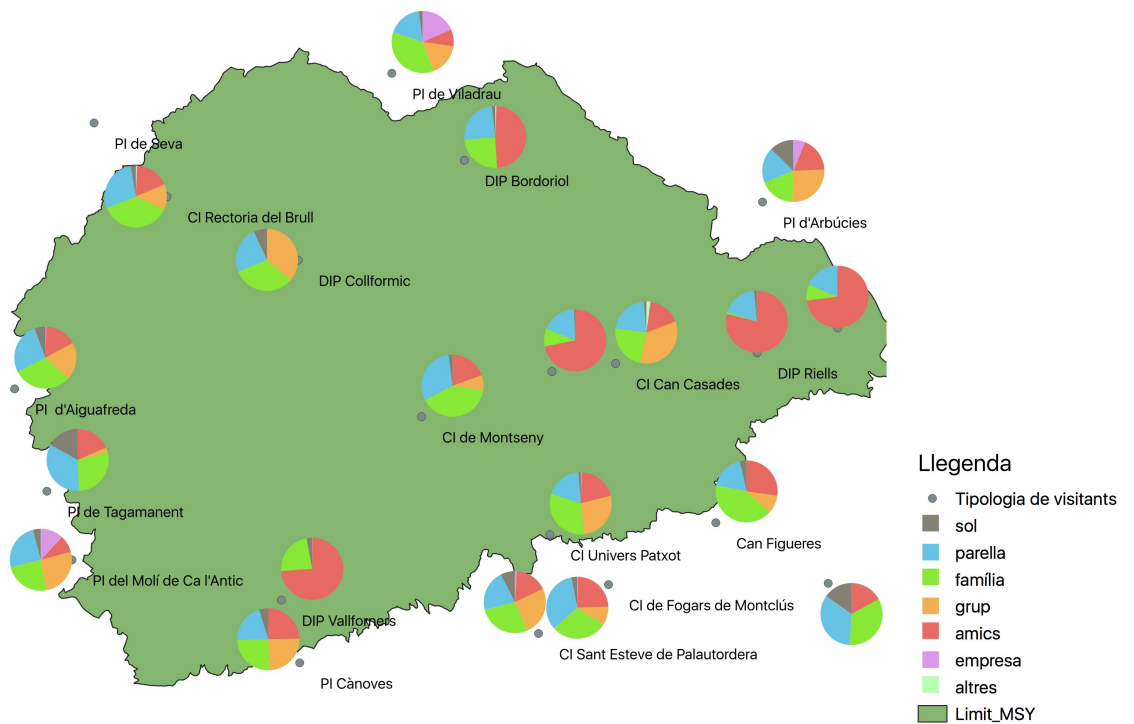 PI de Viladrau
PI de Seva
DIP Bordoriol
CI Rectoria del Brull
PI d'Arbúcies
DIP Collformic
DIP Riells
CI Can Casades
PI  d'Aiguafreda
CI de Montseny
Llegenda
Tipologia de visitants
sol
parella
família
grup
amics
empresa
altres
Limit_MSY
PI de Tagamanent
Can Figueres
CI Univers Patxot
PI del Molí de Ca l'Antic
CI de Fogars de Montclús
DIP Vallforners
CI Sant Esteve de Palautordera
PI Cànoves